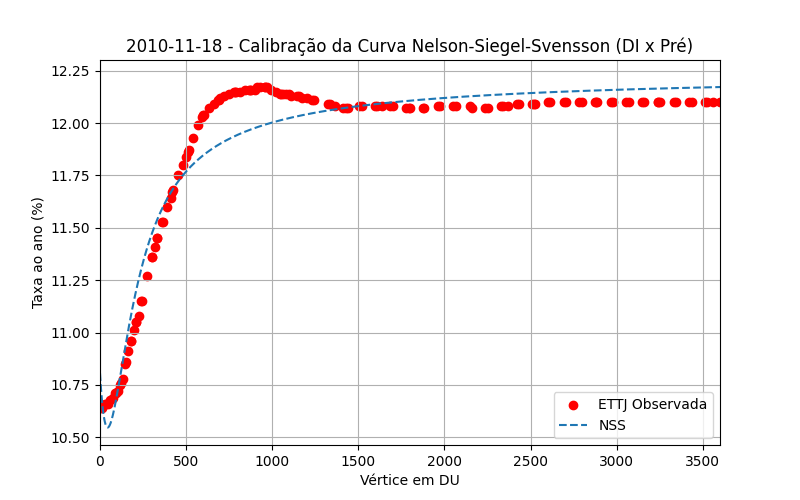 2010-11-18 - Calibração da Curva Nelson-Siegel-Svensson (DI x Pré)
Taxa ao ano (%)
12.25
12.00
11.75
11.50
11.25
11.00
10.75
10.50
ETTJ Observada
NSS
0 500 1000 1500 2000 2500 3000 3500
Vértice em DU